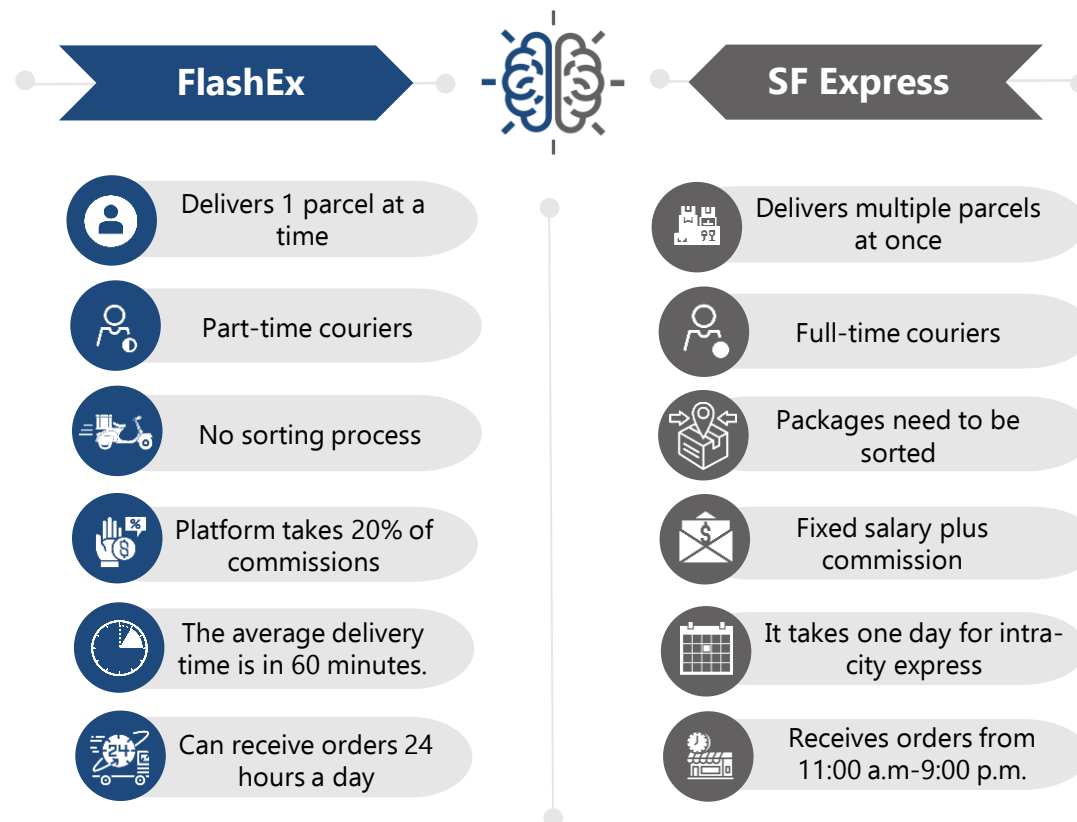 FlashEx
SF Express
Delivers 1 parcel at a
time
Part-time couriers
No sorting process
%
$
Platform takes 20% of
commissions
The average delivery
time is in 60 minutes.
24
Can receive orders 24
hours a day
Delivers multiple parcels
at once
Full-time couriers
Packages need to be
sorted
$
Fixed salary plus
commission
It takes one day for intra-
city express
Receives orders from
11:00 a.m-9:00 p.m.